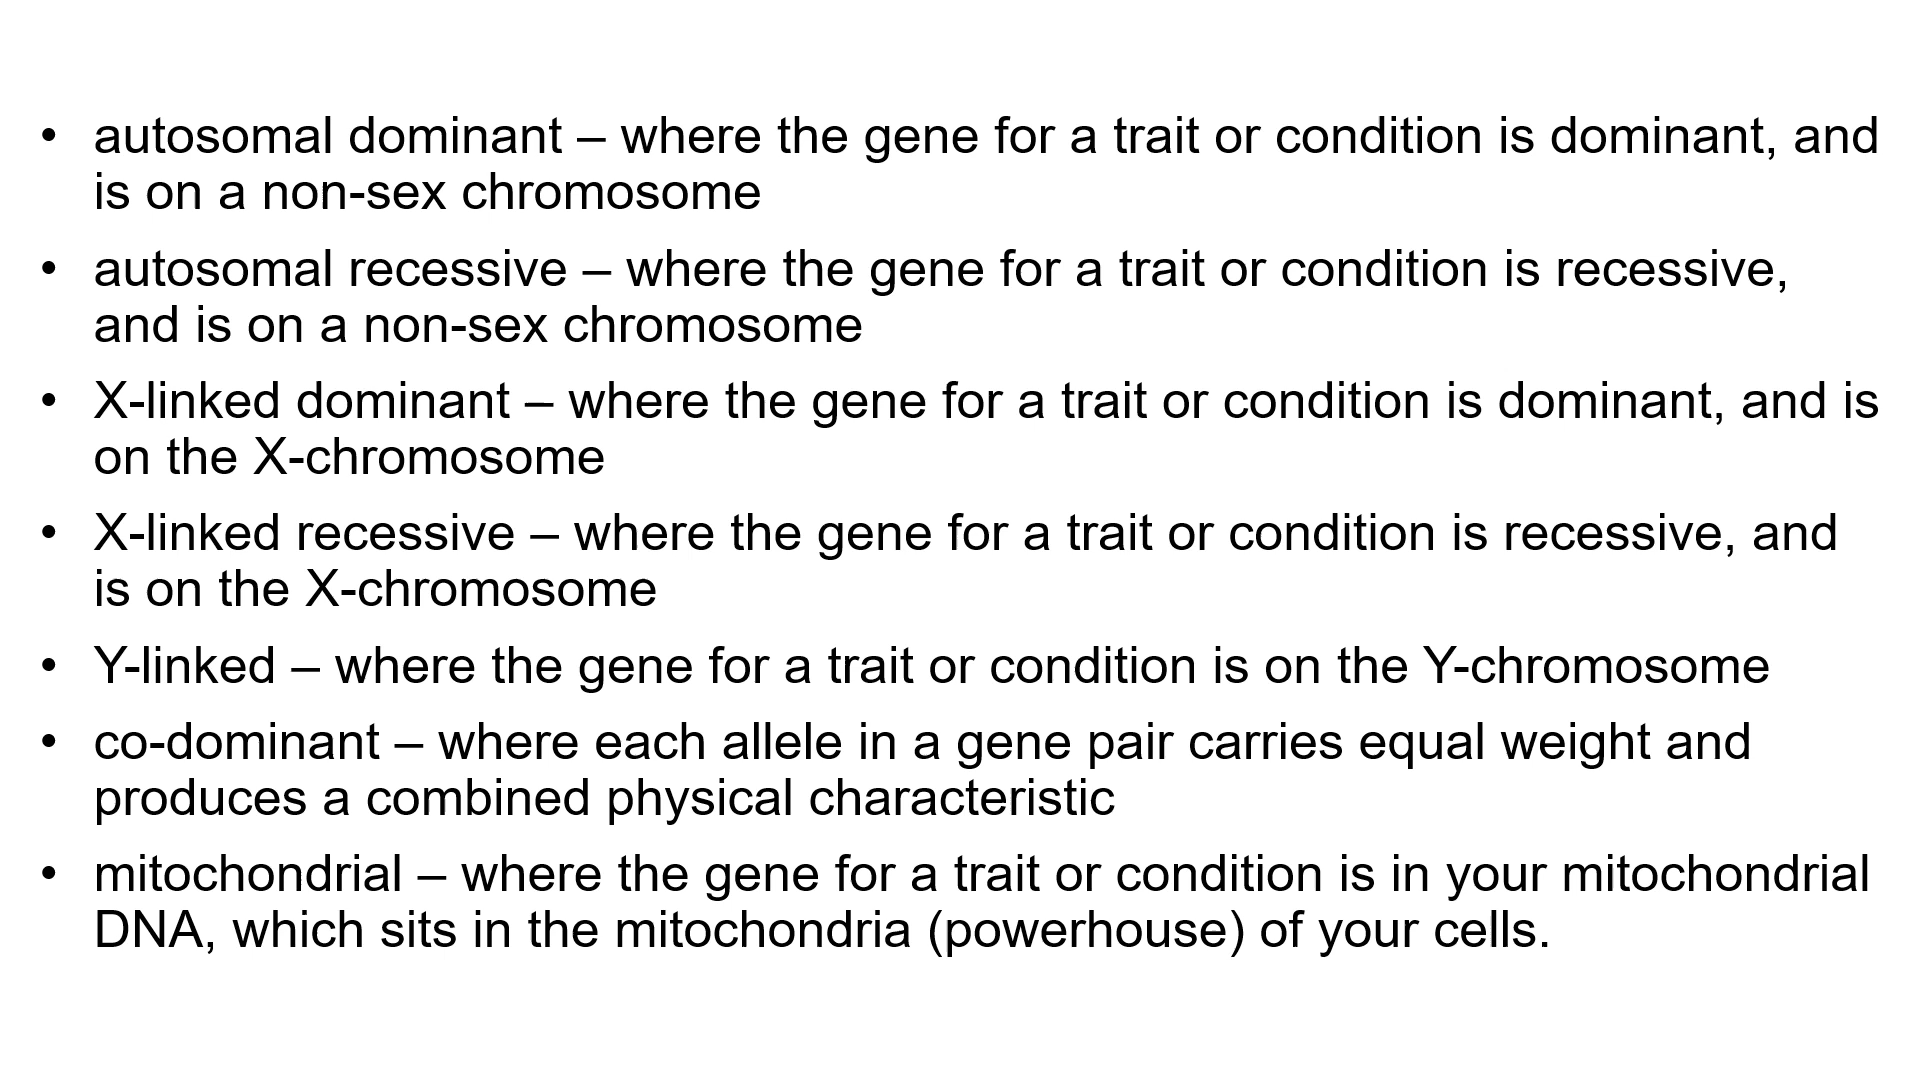 • autosomal dominant – where the gene for a trait or condition is dominant, and
is on a non-sex chromosome
• autosomal recessive – where the gene for a trait or condition is recessive,
and is on a non-sex chromosome
• X-linked dominant – where the gene for a trait or condition is dominant, and is
on the X-chromosome
• X-linked recessive – where the gene for a trait or condition is recessive, and
is on the X-chromosome
• Y-linked – where the gene for a trait or condition is on the Y-chromosome
• co-dominant – where each allele in a gene pair carries equal weight and
produces a combined physical characteristic
• mitochondrial – where the gene for a trait or condition is in your mitochondrial
DNA, which sits in the mitochondria (powerhouse) of your cells.